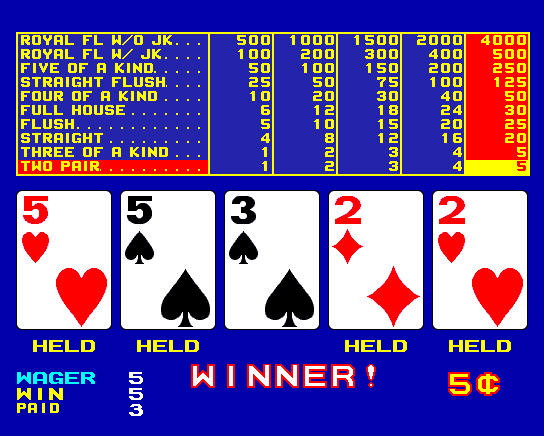 ROYAL FL W/O JK... 500 1000 1500 2000 4000
ROYAL FL W/ JK.... 100 200 300 400 500
FIVE OF A KIND..... 50 100 150 200 250
STRAIGHT FLUSH.... 25 50 75 100 125
FOUR OF A KIND .... 10 20 30 40 50
FULL HOUSE....... 6 12 18 24 30
FLUSH............ 5 10 15 20 25
STRAIGHT......... 4 8 12 16 20
THREE OF A KIND... 1 2 3 4 5
TWO PAIR.......... 1 2 3 4 5
5 5 3 2 2
HELD HELD HELD HELD
WAGER 5
WIN 5
PAID 3
WINNER!
5¢